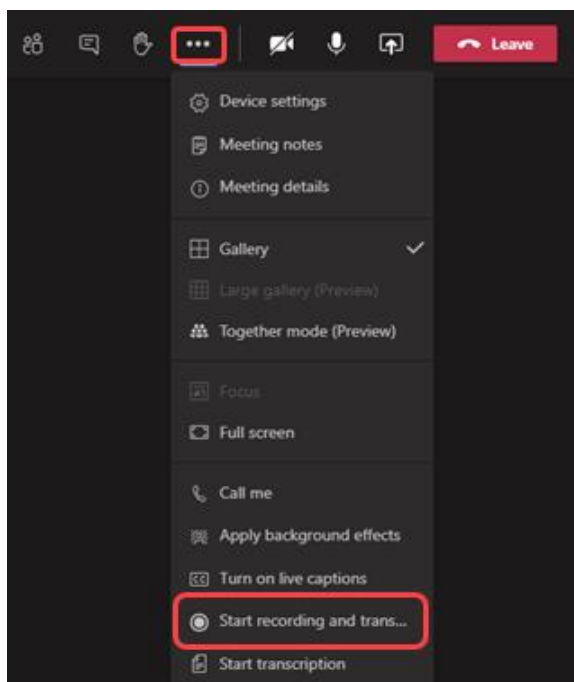 Leave
Device settings
Meeting notes
Meeting details
Gallery
Large gallery (Preview)
Together mode (Preview)
Focus
Full screen
Call me
Apply background effects
CC Turn on live captions
Start recording and trans...
Start transcription